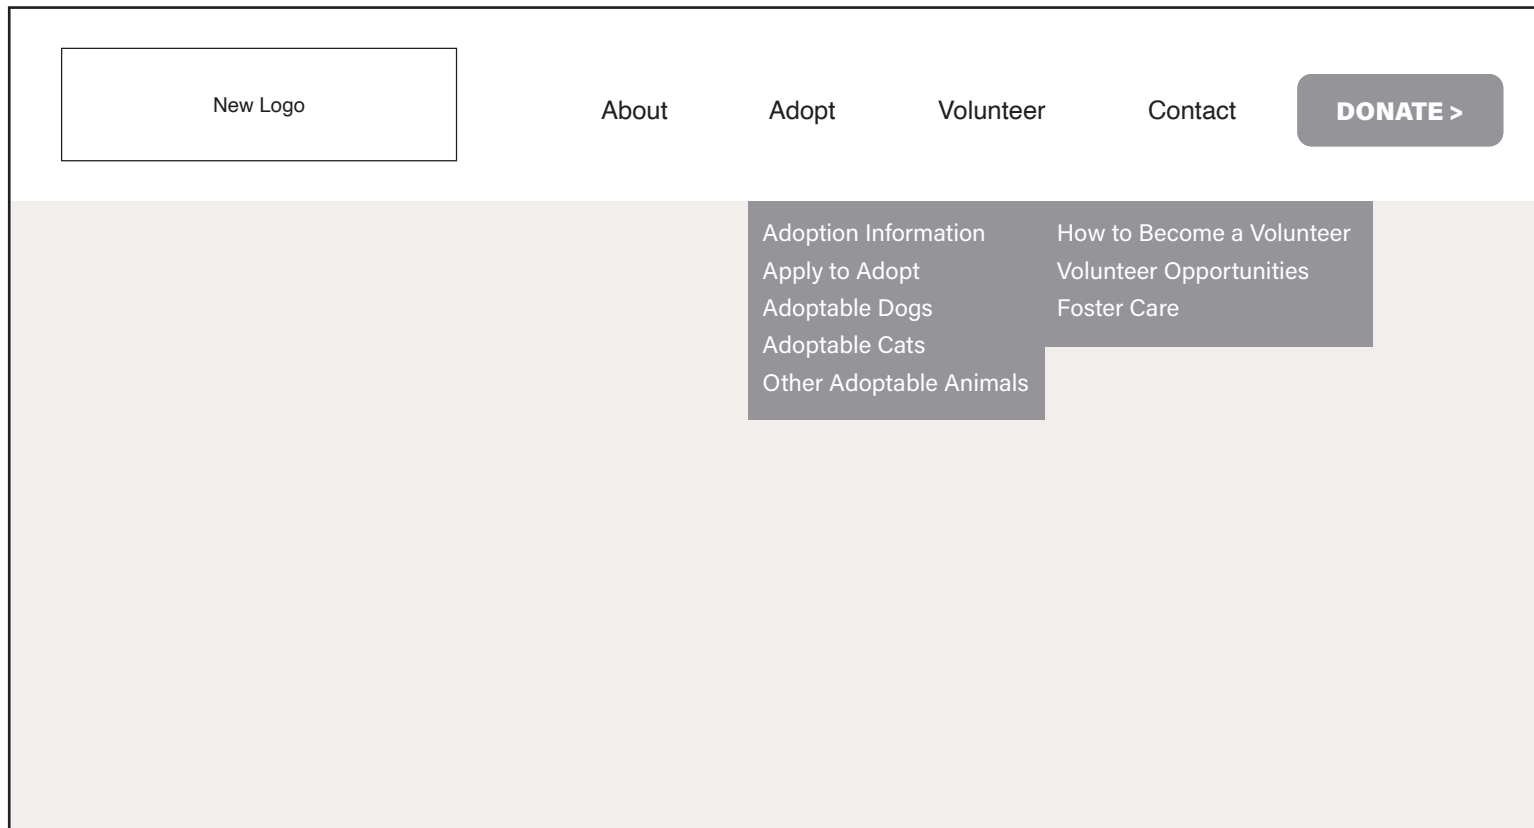 New Logo
About
Adopt
Volunteer
Contact
DONATE >
Adoption Information
Apply to Adopt
Adoptable Dogs
Adoptable Cats
Other Adoptable Animals
How to Become a Volunteer
Volunteer Opportunities
Foster Care